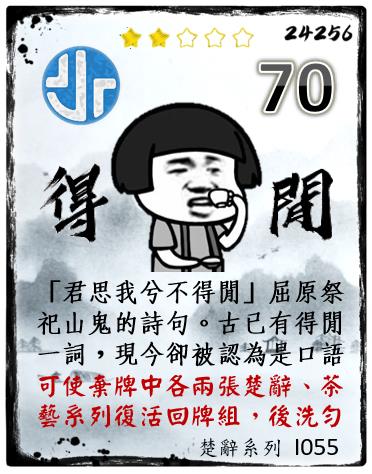 24256
70
得閒
「君思我兮不得閒」屈原祭
祀山鬼的詩句。古已有得閒
一詞，現今卻被認為是口語
可使棄牌中各兩張楚辭、茶
藝系列復活回牌組，後洗勻
楚辭系列 I055